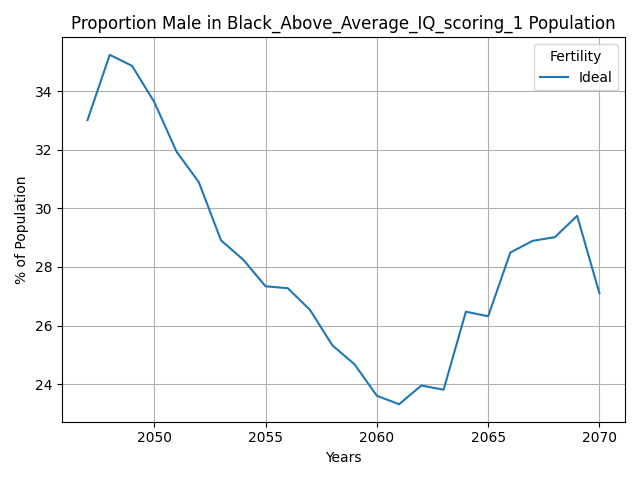 Proportion Male in Black_Above_Average_IQ_scoring_1 Population
Fertility
Ideal
% of Population
34
32
30
28
26
24
2050 2055 2060 2065 2070
Years